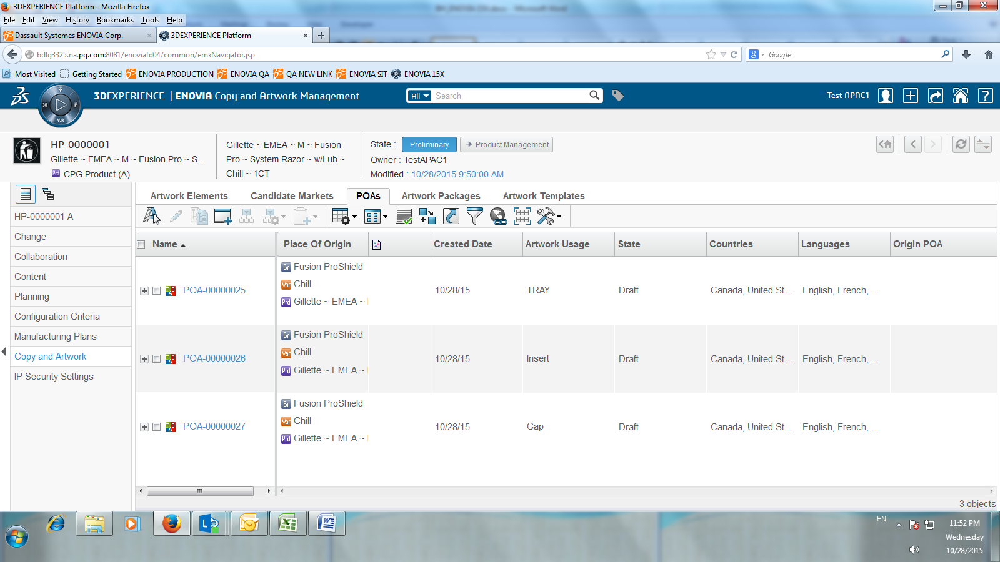 3DEXPERIENCE Platform - Mozilla Firefox
File Edit View History Bookmarks Tools Help
Dassault Systemes ENOVIA Corp. 3DEXPERIENCE Platform
bdlg3325.na.pg.com:8081/enoviafd04/common/emxNavigator.jsp Google
Most Visited Getting Started ENOVIA PRODUCTION ENOVIA QA QA NEW LINK ENOVIA SIT ENOVIA 15X
3DEXPERIENCE | ENOVIA Copy and Artwork Management All Search Test APAC1
3D V.R
HP-0000001
Gillette ~ EMEA ~ M ~ Fusion Pro ~ S...
Prd CPG Product (A)
Gillette ~ EMEA ~ M ~ Fusion
Pro ~ System Razor ~ w/Lub ~
Chill ~ 1CT
State : Preliminary Product Management
Owner : TestAPAC1
Modified : 10/28/2015 9:50:00 AM
HP-0000001 A
Change
Collaboration
Content
Planning
Configuration Criteria
Manufacturing Plans
Copy and Artwork
IP Security Settings
Artwork Elements Candidate Markets POAs Artwork Packages Artwork Templates
Name Place Of Origin Created Date Artwork Usage State Countries Languages Origin POA
Br Fusion ProShield
Var Chill
Prd Gillette ~ EMEA ~
POA-00000025 10/28/15 TRAY Draft Canada, United St... English, French, ...
Br Fusion ProShield
Var Chill
Prd Gillette ~ EMEA ~
POA-00000026 10/28/15 Insert Draft Canada, United St... English, French, ...
Br Fusion ProShield
Var Chill
Prd Gillette ~ EMEA ~
POA-00000027 10/28/15 Cap Draft Canada, United St... English, French, ...
3 objects
EN 11:52 PM
Wednesday
10/28/2015